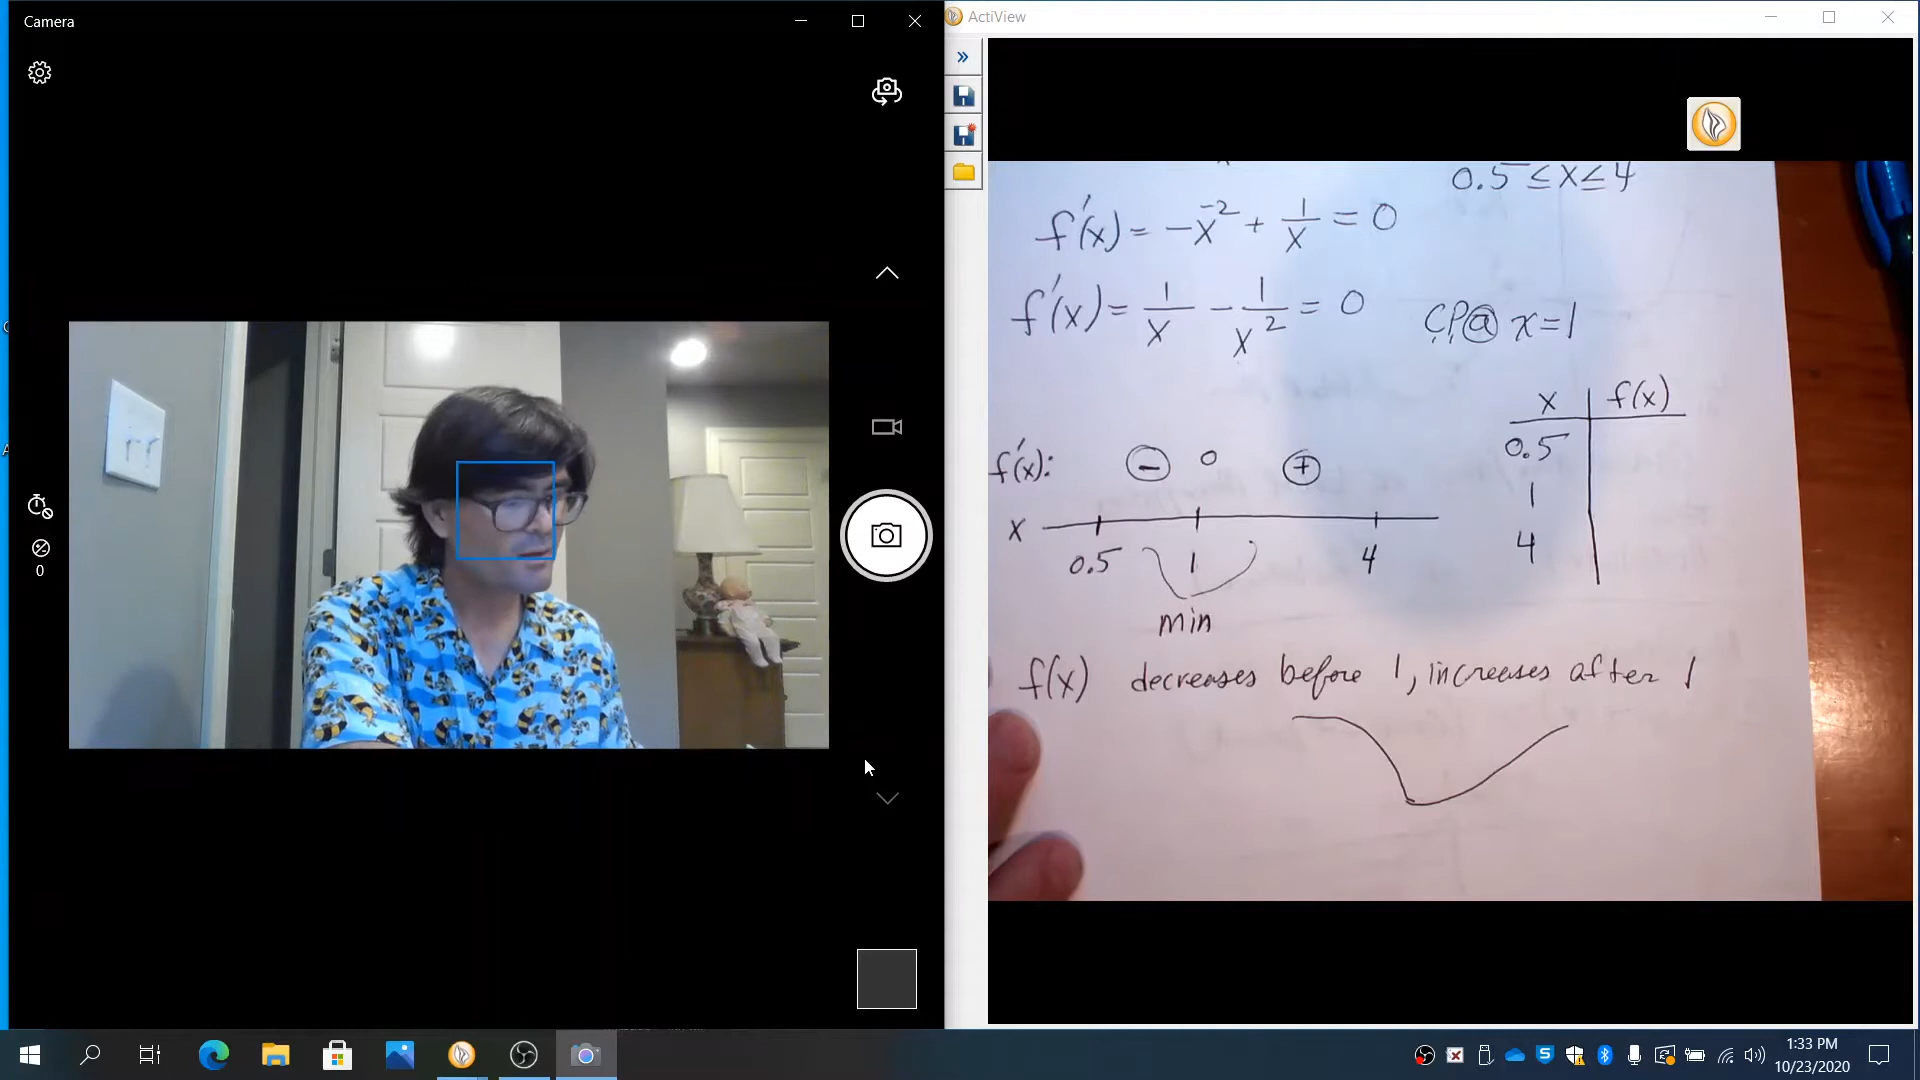 Camera
ActiView
0.5 ≤ x ≤ 4
f'(x) = -x^-2 + 1/x = 0
f'(x) = 1/x - 1/x^2 = 0
CP@ x=1
x f(x)
0.5
1
4
f'(x): - 0 +
x
0.5 1 4
min
f(x) decreases before 1, increases after 1
0
1:33 PM
10/23/2020